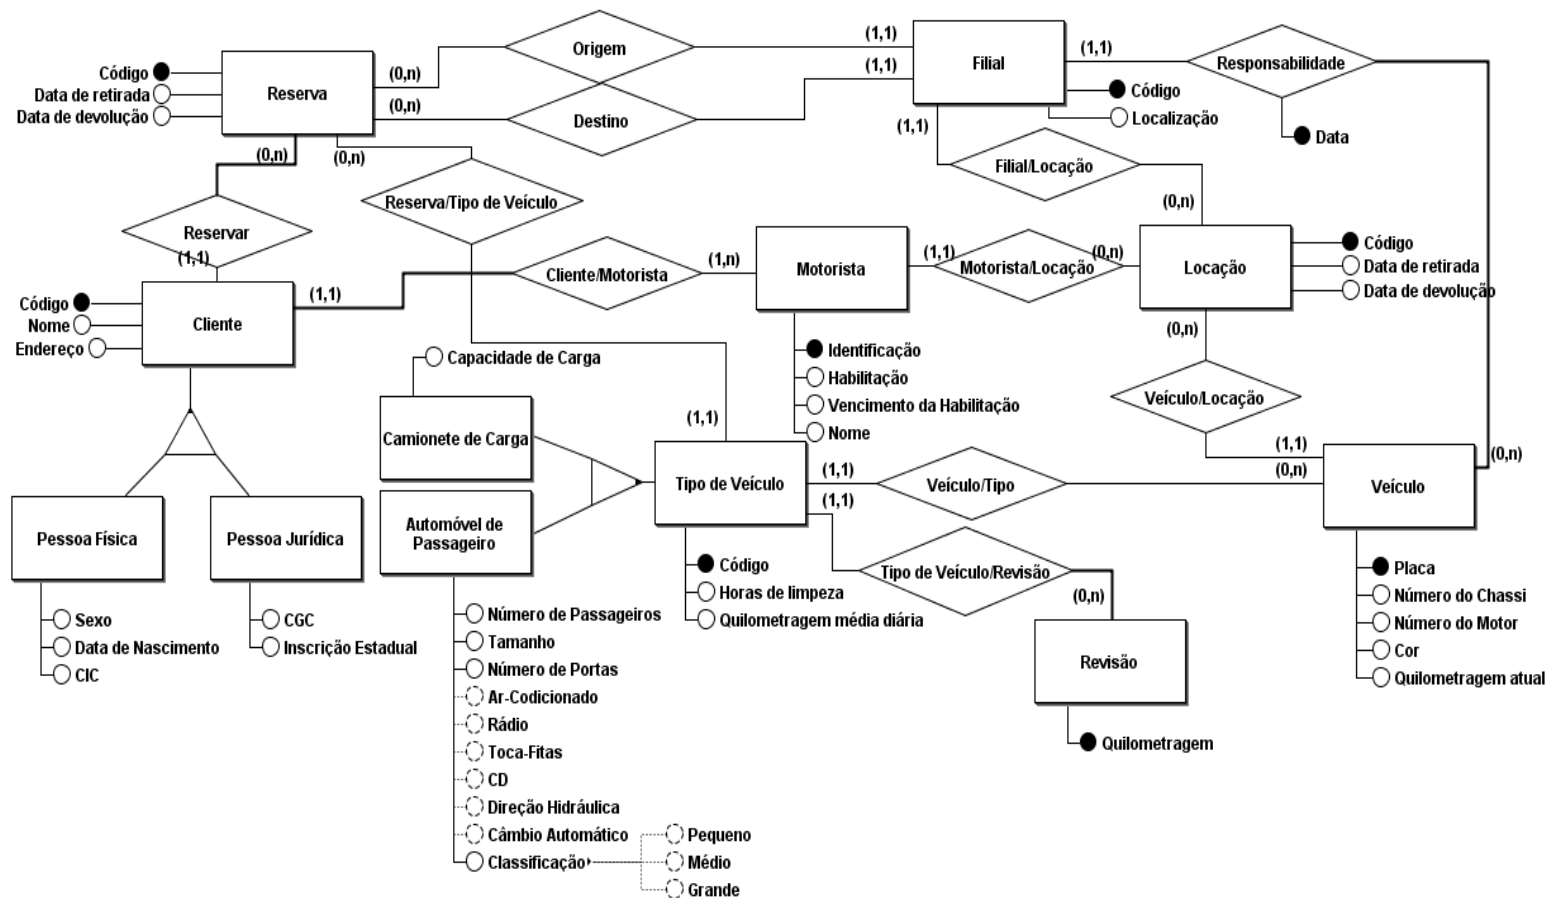 Código
Data de retirada
Data de devolução
Reserva
(0,n)
(0,n)
(0,n)
(0,n)
Origem
Destino
(1,1)
(1,1)
Filial
(1,1)
(1,1)
Código
Localização
Responsabilidade
Data
Filial/Locação
(0,n)
Reserva/Tipo de Veículo
Reservar
(1,1)
Código
Nome
Endereço
Cliente
(1,1)
Cliente/Motorista
(1,n)
Motorista
(1,1)
Motorista/Locação
(0,n)
Locação
Código
Data de retirada
Data de devolução
(0,n)
Identificação
Habilitação
Vencimento da Habilitação
Nome
Veículo/Locação
(1,1)
(0,n)
(0,n)
Capacidade de Carga
Camionete de Carga
(1,1)
Tipo de Veículo
(1,1)
(1,1)
Veículo/Tipo
Veículo
Pessoa Física
Pessoa Jurídica
Automóvel de
Passageiro
Código
Horas de limpeza
Quilometragem média diária
Tipo de Veículo/Revisão
(0,n)
Revisão
Quilometragem
Placa
Número do Chassi
Número do Motor
Cor
Quilometragem atual
Sexo
Data de Nascimento
CIC
CGC
Inscrição Estadual
Número de Passageiros
Tamanho
Número de Portas
Ar-Codicionado
Rádio
Toca-Fitas
CD
Direção Hidráulica
Câmbio Automático
Classificação
Pequeno
Médio
Grande